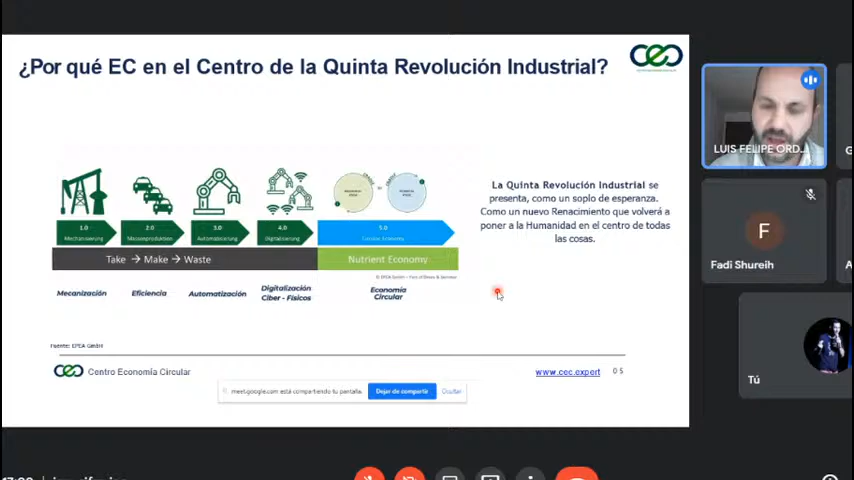 ¿Por qué EC en el Centro de la Quinta Revolución Industrial?
ceo
1.0
Mechanisierung
2.0
Massenproduktion
3.0
Automatisierung
4.0
Digitalisierung
5.0
Circular Economy
Take → Make → Waste
Nutrient Economy
Mecanización
Eficiencia
Automatización
Digitalización
Ciber - Físicos
Economía
Circular
La Quinta Revolución Industrial se
presenta, como un soplo de esperanza.
Como un nuevo Renacimiento que volverá a
poner a la Humanidad en el centro de todas
las cosas.
Fuente: EPEA GmbH
Centro Economía Circular
www.cec.expert
05
meet.google.com está compartiendo tu pantalla.
Dejar de compartir
Ocultar
LUIS FELIPE ORD...
F
Fadi Shureih
Tú